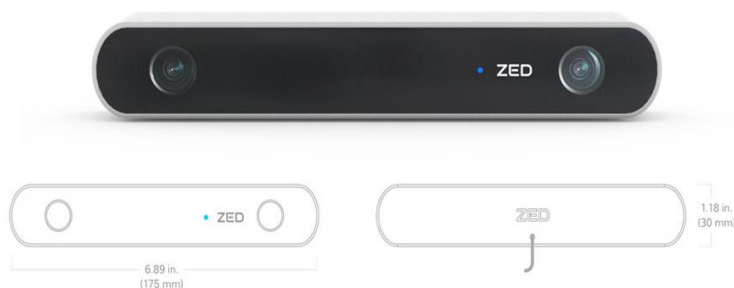 ZED
ZED
ZED
1.18 in.
(30 mm)
6.89 in.
(175 mm)